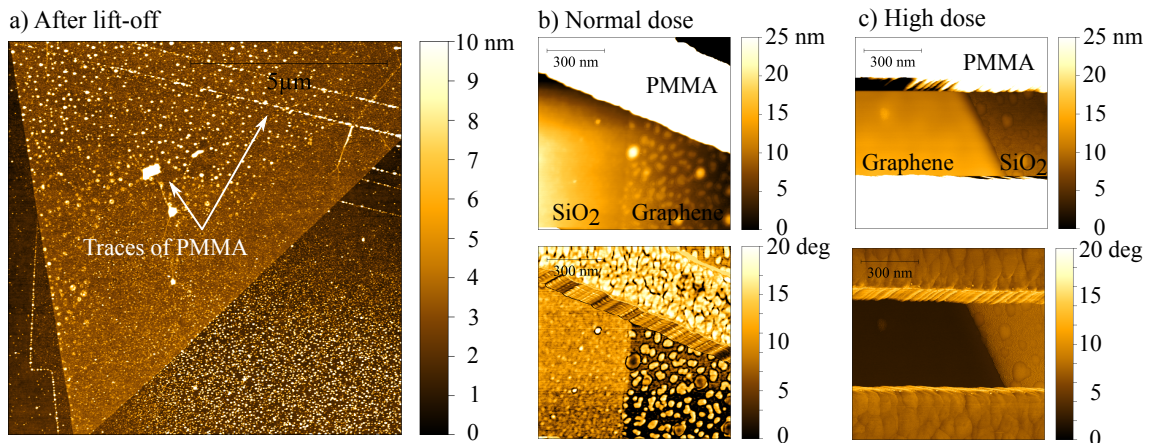 a) After lift-off
5µm
Traces of PMMA
10 nm
9
8
7
6
5
4
3
2
1
0
b) Normal dose
300 nm
PMMA
SiO2
Graphene
25 nm
20
15
10
5
0
300 nm
20 deg
15
10
5
0
c) High dose
300 nm
PMMA
Graphene
SiO2
25 nm
20
15
10
5
0
300 nm
20 deg
15
10
5
0